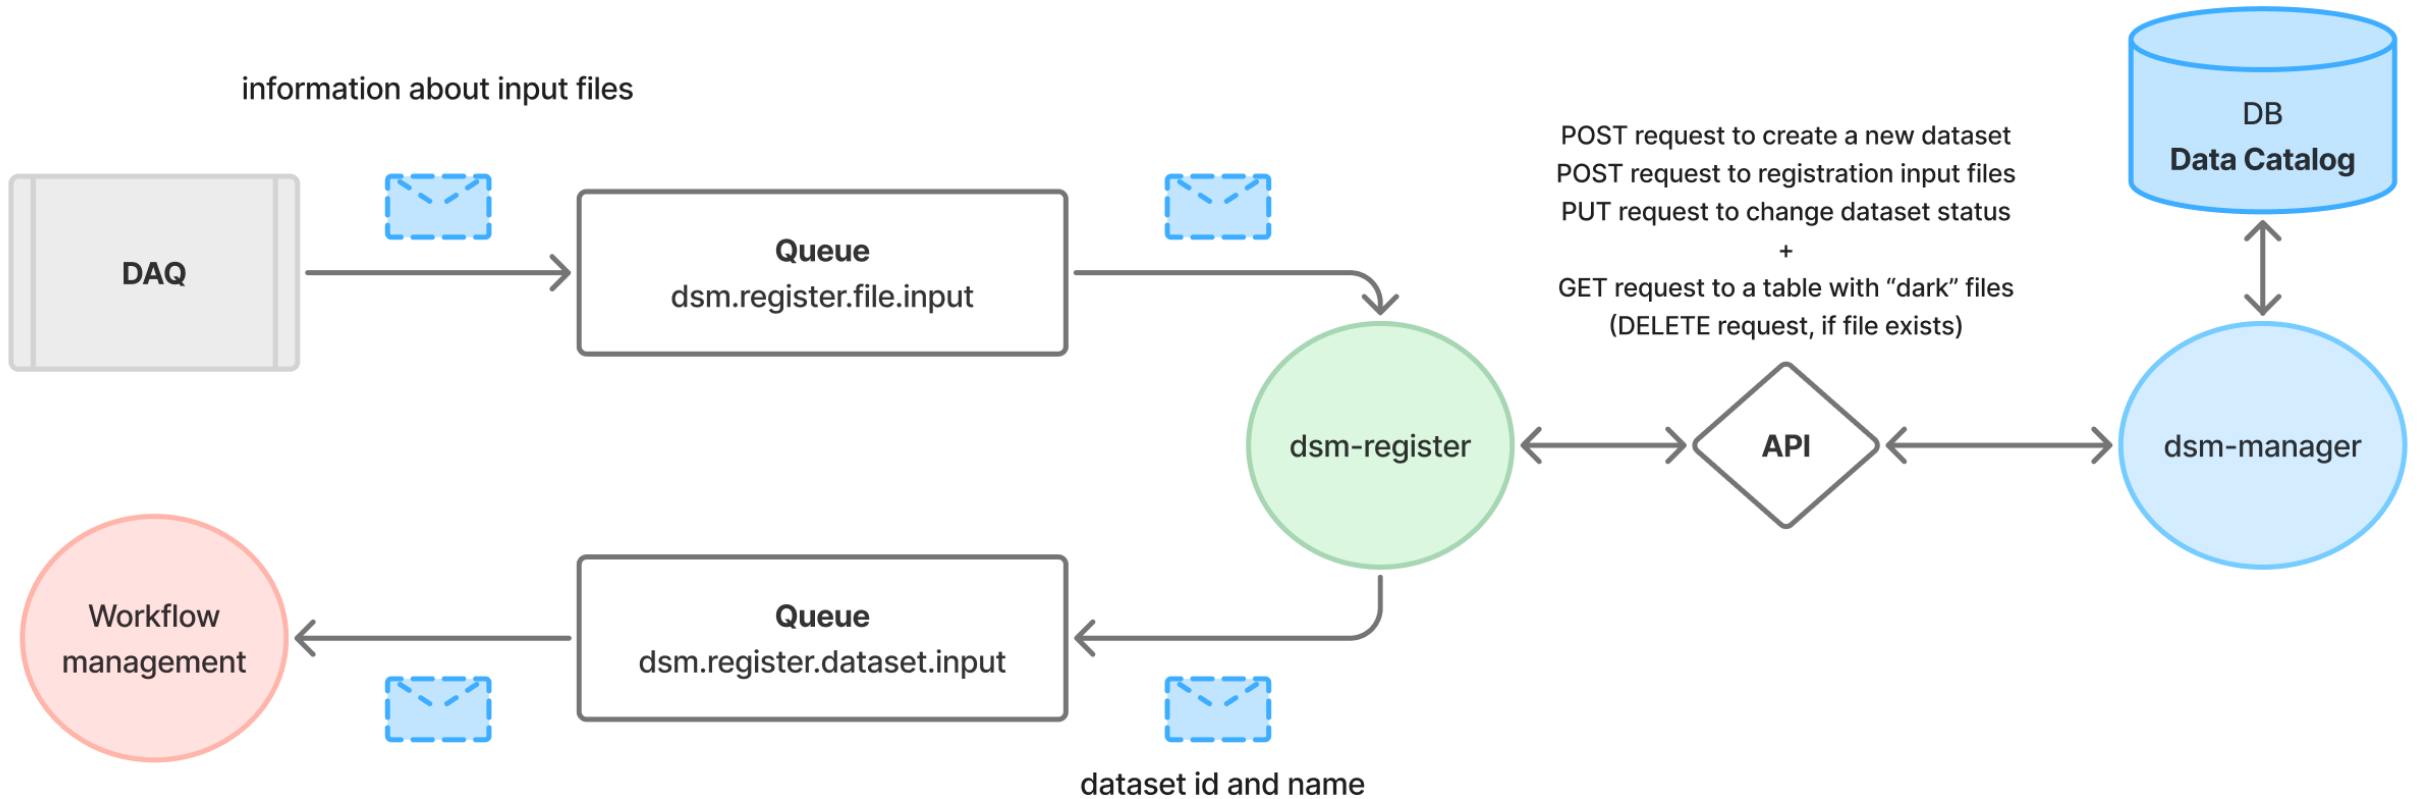 information about input files
DAQ
Queue
dsm.register.file.input
POST request to create a new dataset
POST request to registration input files
PUT request to change dataset status
+
GET request to a table with “dark” files
(DELETE request, if file exists)
DB
Data Catalog
dsm-register
API
dsm-manager
Workflow
management
Queue
dsm.register.dataset.input
dataset id and name